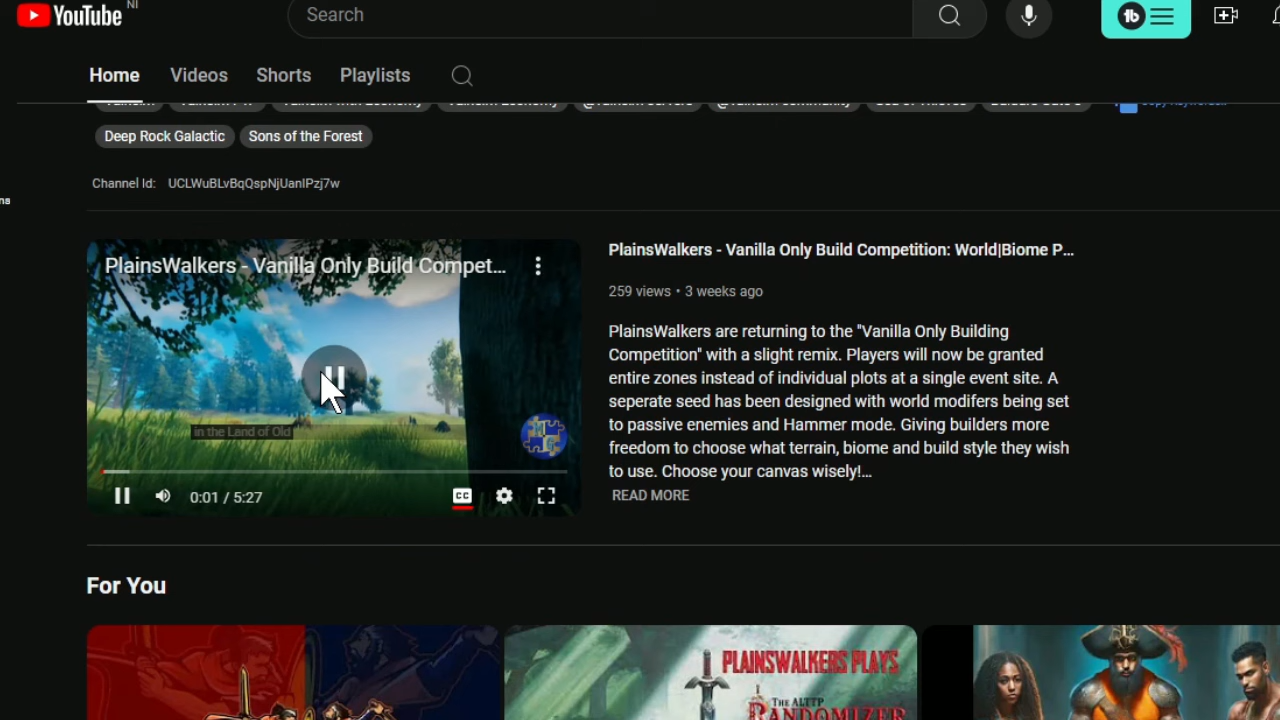 YouTube NI
Search
Home Videos Shorts Playlists
Deep Rock Galactic Sons of the Forest
Channel Id: UCLWuBLvBqQspNjUanIPzj7w
ns
PlainsWalkers - Vanilla Only Build Compet...
in the Land of Old
0:01 / 5:27
CC
PlainsWalkers - Vanilla Only Build Competition: World|Biome P...
259 views • 3 weeks ago
PlainsWalkers are returning to the "Vanilla Only Building
Competition" with a slight remix. Players will now be granted
entire zones instead of individual plots at a single event site. A
seperate seed has been designed with world modifers being set
to passive enemies and Hammer mode. Giving builders more
freedom to choose what terrain, biome and build style they wish
to use. Choose your canvas wisely!...
READ MORE
For You
PLAINSWALKERS PLAYS
THE ALTTP
RANDOMIZER